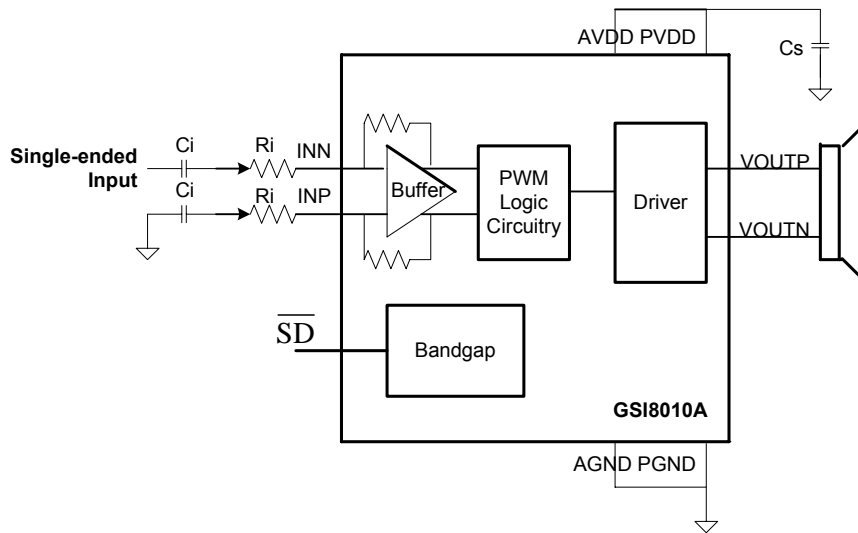 AVDD PVDD
Cs
Single-ended
Input
Ci
Ri
INN
Ci
Ri
INP
Buffer
PWM
Logic
Circuitry
Driver
VOUTP
VOUTN
SD
Bandgap
GSI8010A
AGND PGND